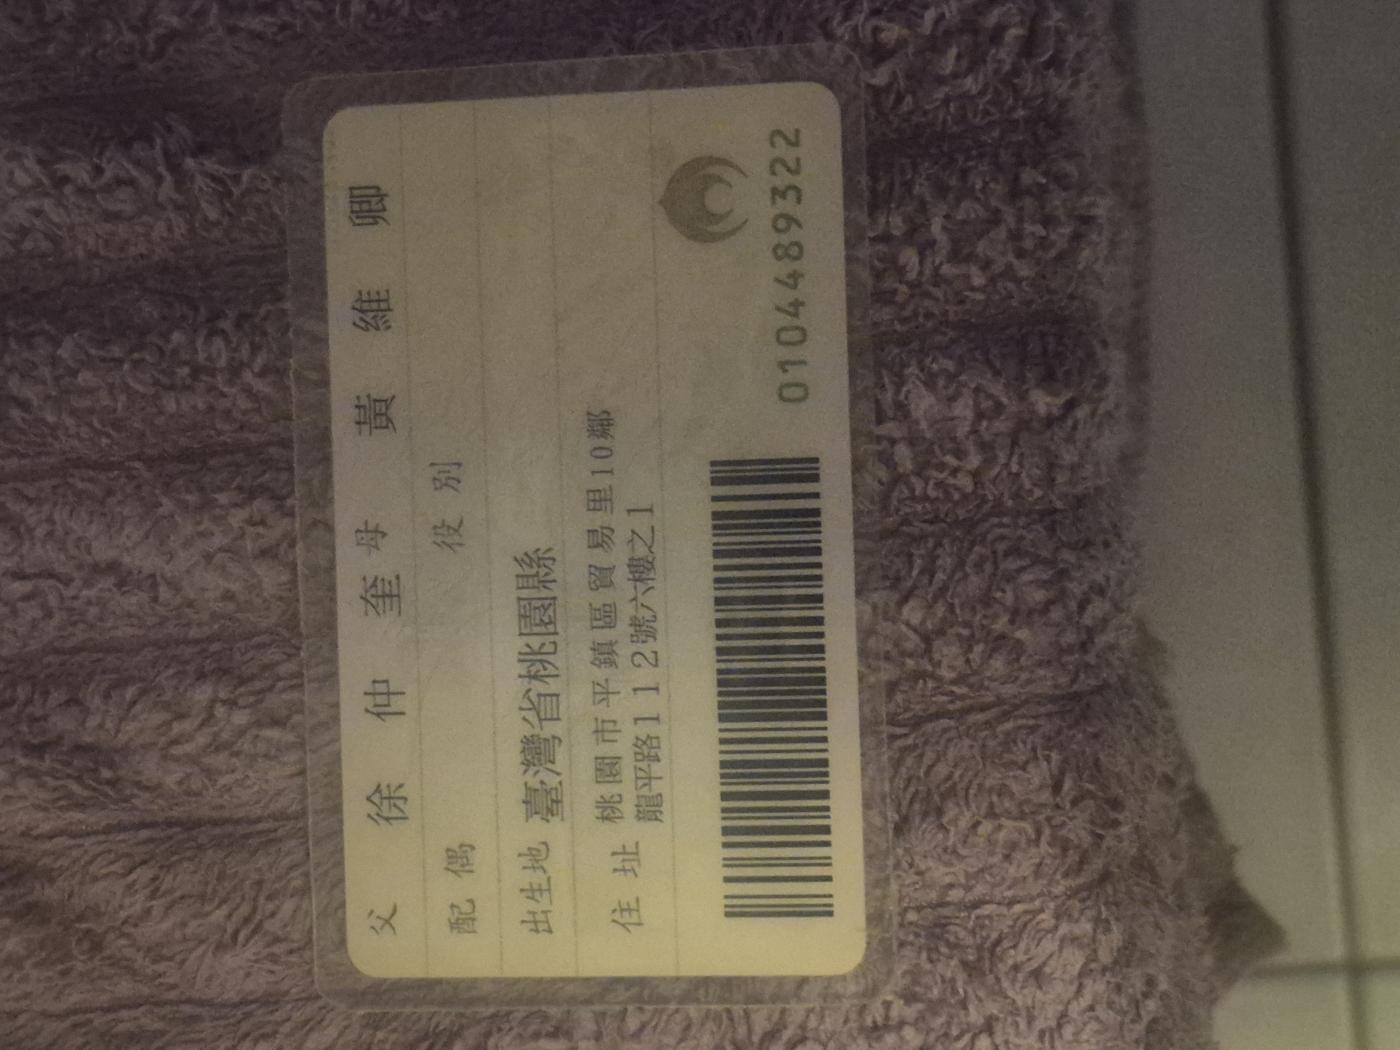 父 徐仲奎 母 黃維卿
配偶 役別
出生地 臺灣省桃園縣
住址 桃園市平鎮區貿易里10鄰
龍平路112號六樓之1
0104489322